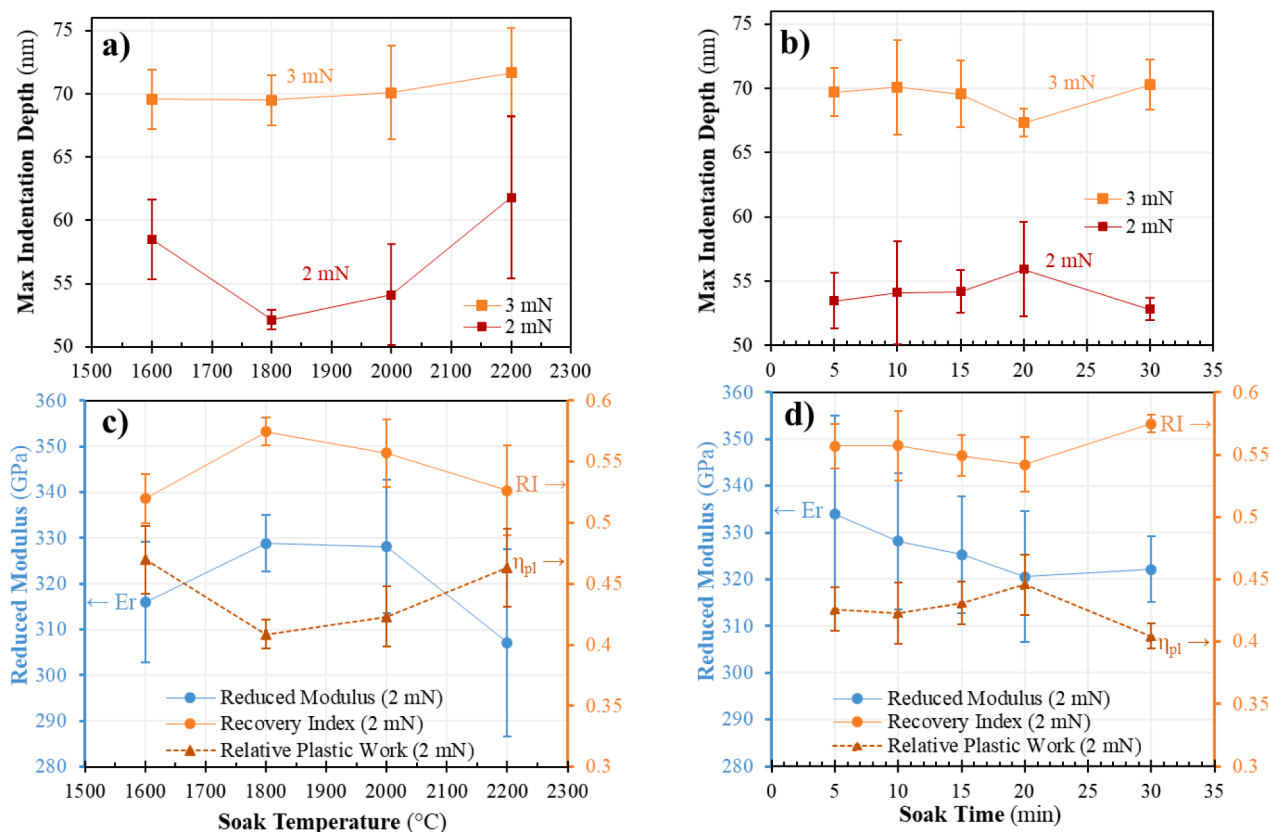 a)
Max Indentation Depth (nm)
75
70
65
60
55
50
3 mN
2 mN
3 mN
2 mN
1500 1600 1700 1800 1900 2000 2100 2200 2300
b)
Max Indentation Depth (nm)
75
70
65
60
55
50
3 mN
3 mN
2 mN
2 mN
0 5 10 15 20 25 30 35
c)
Reduced Modulus (GPa)
360
350
340
330
320
310
300
290
280
0.6
0.55
0.5
0.45
0.4
0.35
0.3
RI →
ηpl →
← Er
Reduced Modulus (2 mN)
Recovery Index (2 mN)
Relative Plastic Work (2 mN)
1500 1600 1700 1800 1900 2000 2100 2200 2300
Soak Temperature (°C)
d)
Reduced Modulus (GPa)
360
350
340
330
320
310
300
290
280
0.6
0.55
0.5
0.45
0.4
0.35
0.3
RI →
← Er
ηpl →
Reduced Modulus (2 mN)
Recovery Index (2 mN)
Relative Plastic Work (2 mN)
0 5 10 15 20 25 30 35
Soak Time (min)